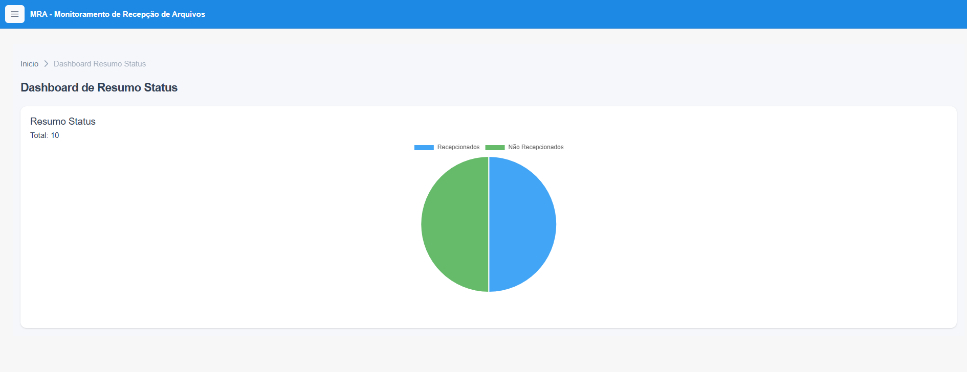 MRA - Monitoramento de Recepção de Arquivos
Inicio > Dashboard Resumo Status
Dashboard de Resumo Status
Resumo Status
Total: 10
Recepcionados Não Recepcionados